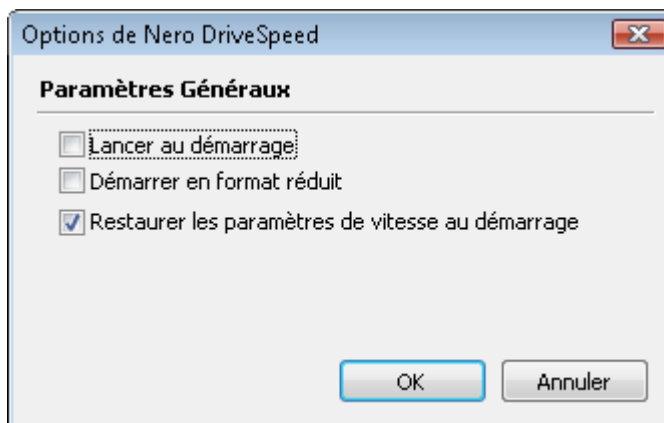 Options de Nero DriveSpeed
Paramètres Généraux
Lancer au démarrage
Démarrer en format réduit
Restaurer les paramètres de vitesse au démarrage
OK
Annuler